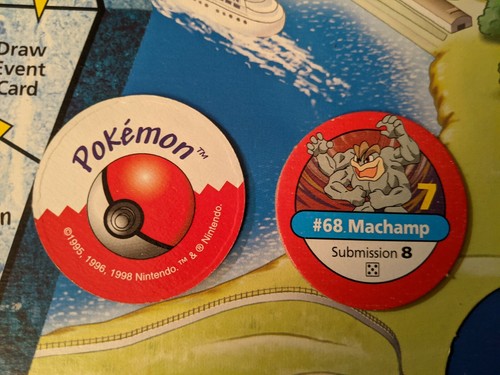 Draw
Event
Card
n
Pokémon™
©1995, 1996, 1998 Nintendo.™ & ® Nintendo.
7
#68 Machamp
Submission 8